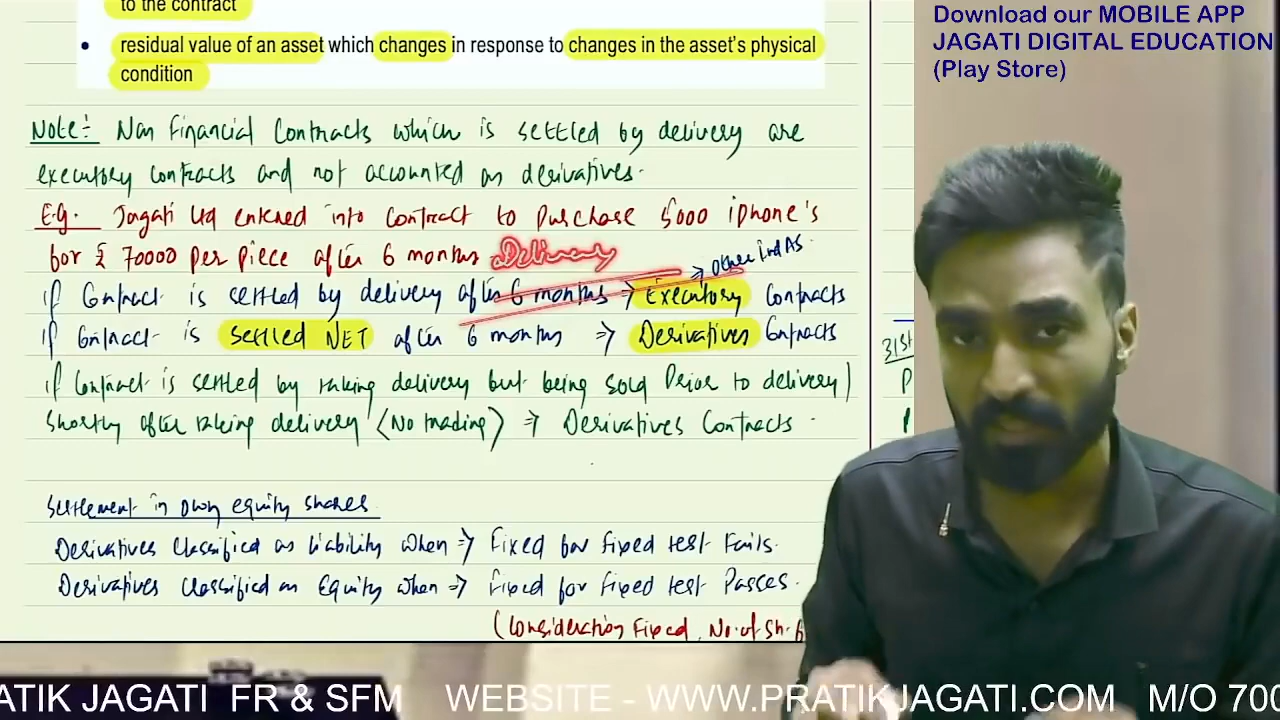 to the contract
• residual value of an asset which changes in response to changes in the asset's physical
condition
Note:- Non Financial Contracts which is settled by delivery are
executory contracts and not accounted as derivatives.
E.g. Jagati Ltd entered into Contract to Purchase 5000 iphone's
for ₹ 70000 Per piece after 6 months Delivery
if Contract is settled by delivery after 6 months ⇒ Executory Contracts
→ other Ind AS.
if Contract is settled NET after 6 months ⇒ Derivatives Contracts
if Contract is settled by taking delivery but being sold Prior to delivery/
Shortly after taking delivery (No trading) ⇒ Derivatives Contracts.
Settlement in own equity shares
Derivatives classified as liability when ⇒ Fixed for fixed test Fails.
Derivatives classified as Equity when ⇒ Fixed for fixed test Passes.
(Consideration Fixed, No. of Sh.
31st
P
Download our MOBILE APP
JAGATI DIGITAL EDUCATION
(Play Store)
ATIK JAGATI FR & SFM WEBSITE - WWW.PRATIKJAGATI.COM M/O 700